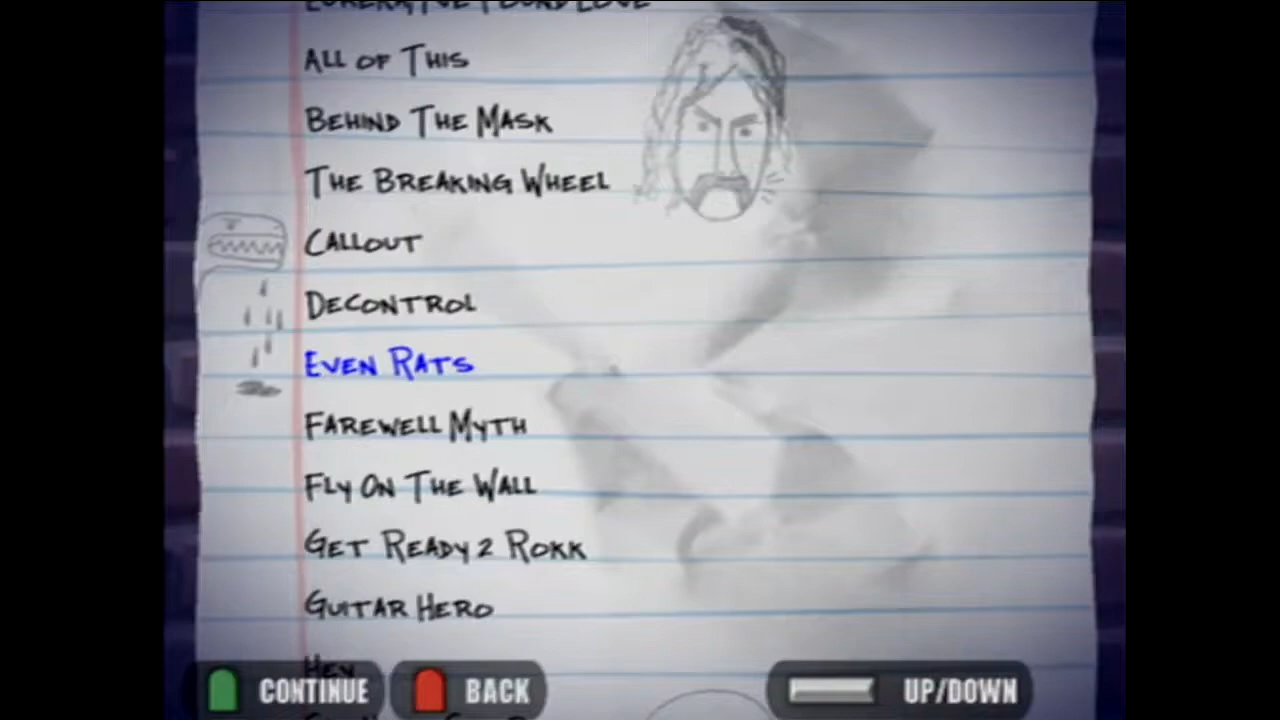 ALL OF THIS
BEHIND THE MASK
THE BREAKING WHEEL
CALLOUT
DECONTROL
EVEN RATS
FAREWELL MYTH
FLY ON THE WALL
GET READY 2 ROKK
GUITAR HERO
HEY
CONTINUE BACK UP/DOWN